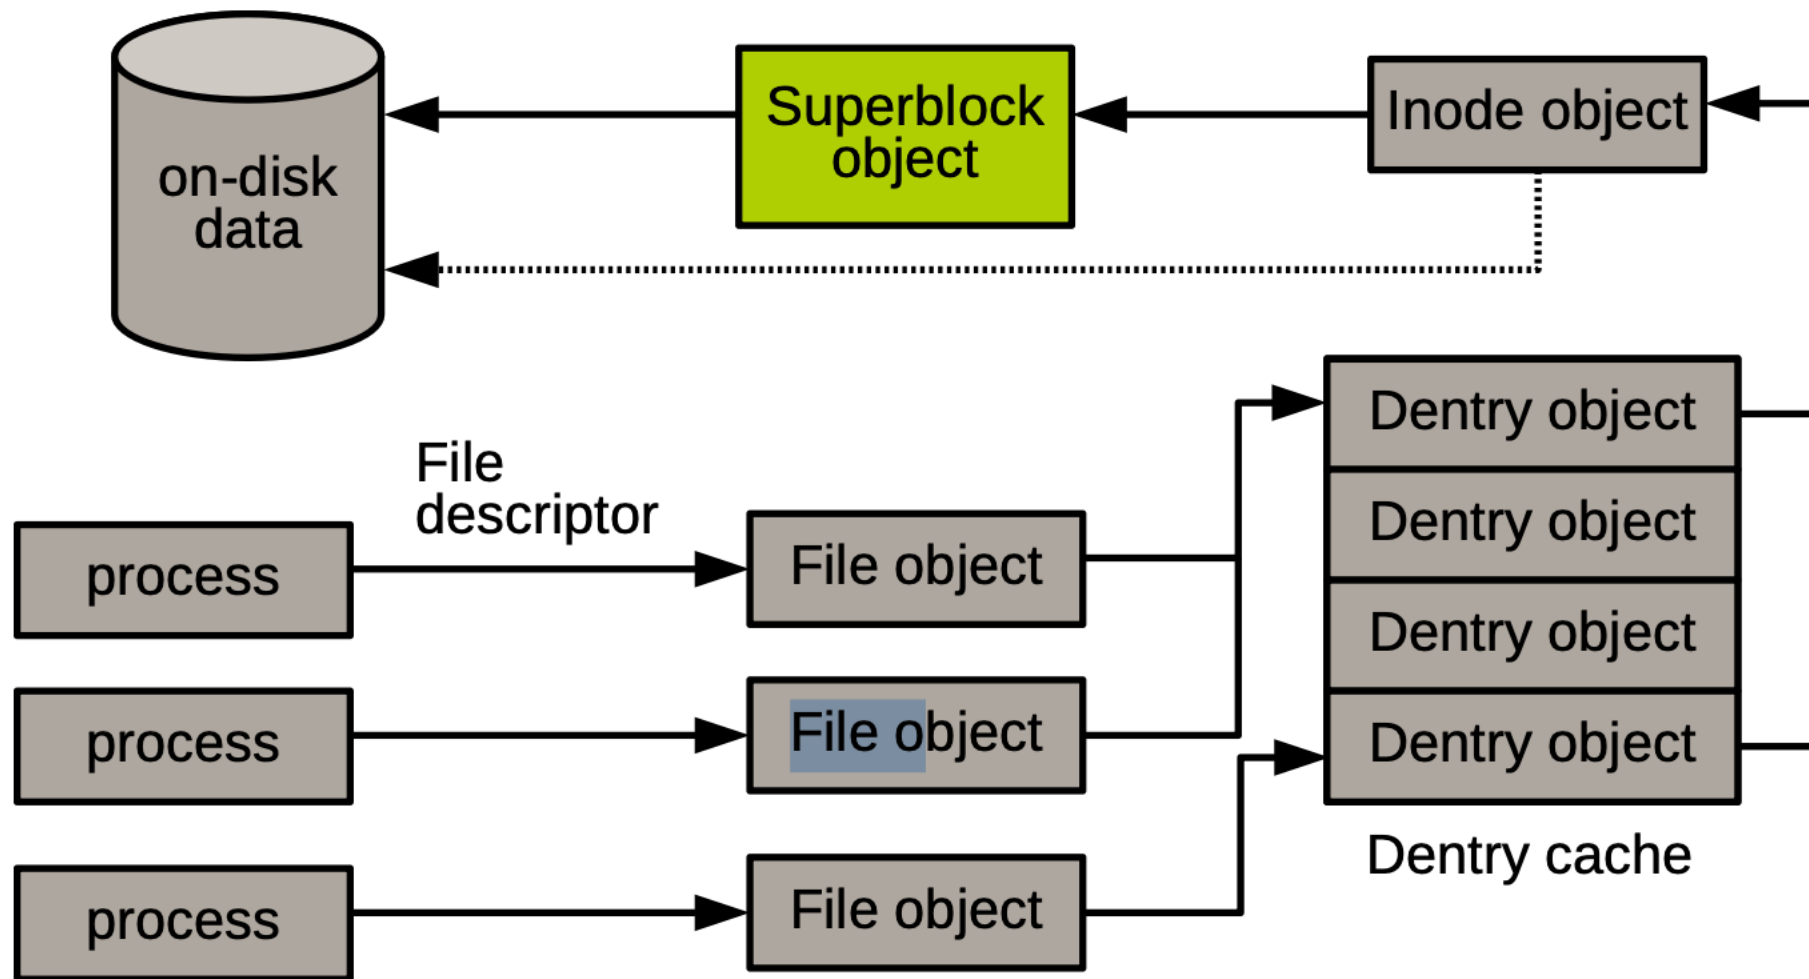 on-disk
data
Superblock
object
Inode object
File
descriptor
process
process
process
File object
File object
File object
Dentry object
Dentry object
Dentry object
Dentry object
Dentry cache